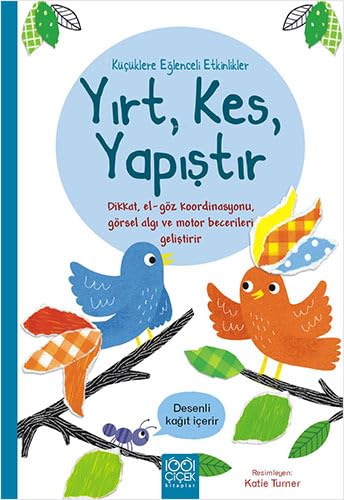 Küçüklere Eğlenceli Etkinlikler
Yırt, Kes,
Yapıştır
Dikkat, el-göz koordinasyonu,
görsel algı ve motor becerileri
geliştirir
Desenli
kağıt içerir
Resimleyen:
Katie Turner
1001
ÇİÇEK
kitaplar